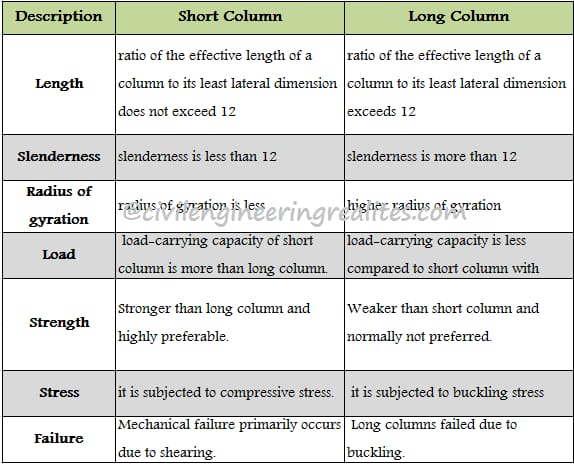 Description Short Column Long Column
Length
ratio of the effective length of a
column to its least lateral dimension
does not exceed 12
ratio of the effective length of a
column to its least lateral dimension
exceeds 12
Slenderness slenderness is less than 12 slenderness is more than 12
Radius of
gyration
radius of gyration is less
higher radius of gyration
@civilengineeringrealites.com
Load
load-carrying capacity of short
column is more than long column.
load-carrying capacity is less
compared to short column with
Strength
Stronger than long column and
highly preferable.
Weaker than short column and
normally not preferred.
Stress it is subjected to compressive stress. it is subjected to buckling stress
Failure
Mechanical failure primarily occurs
due to shearing.
Long columns failed due to
buckling.